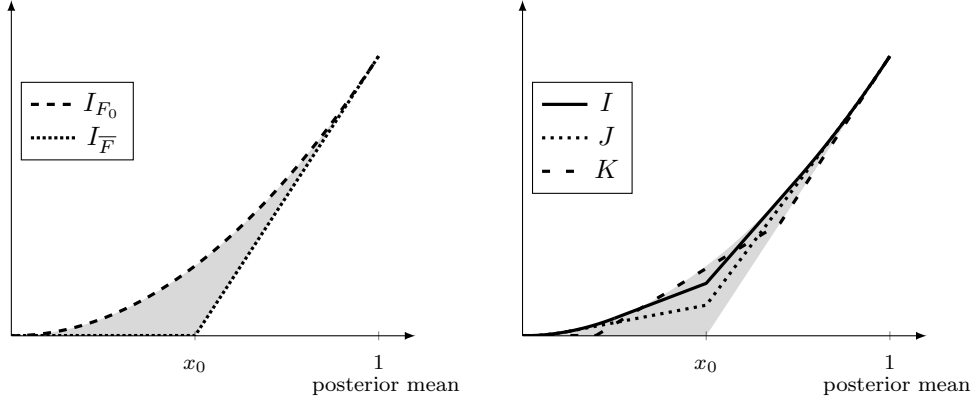 I_{F_0}
I_{\overline{F}}
x_0
1
posterior mean
I
J
K
x_0
1
posterior mean